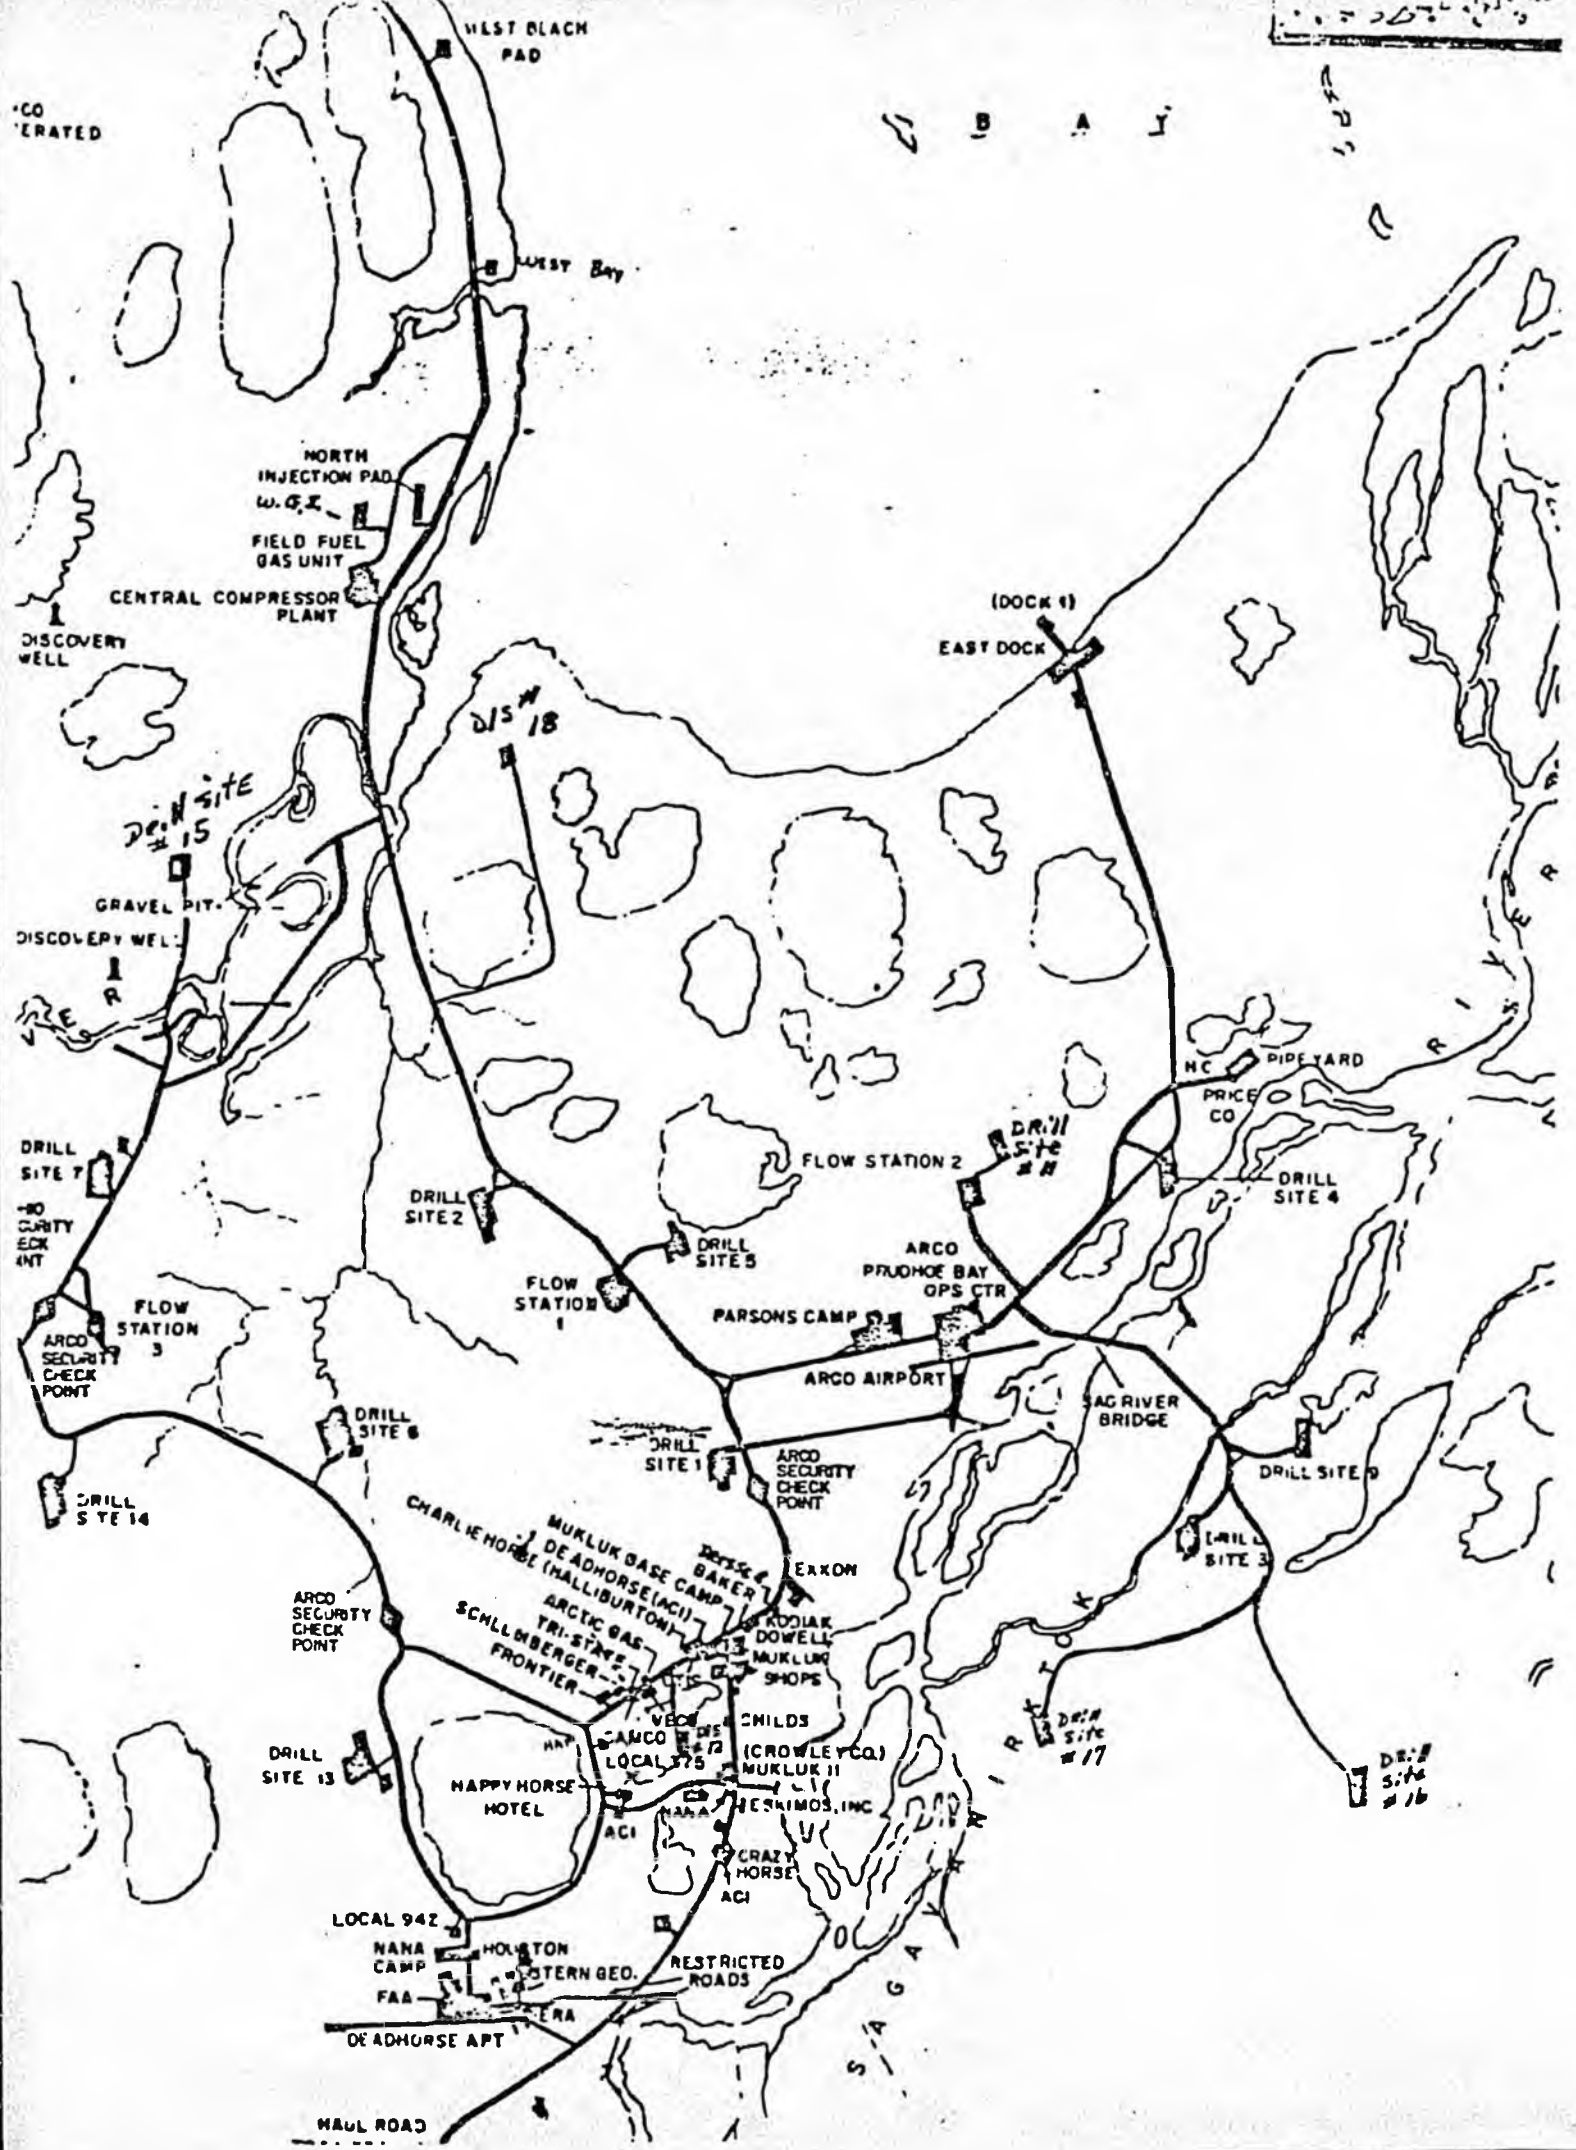 WEST BEACH
PAD
B A Y
WEST BAY
NORTH
INJECTION PAD
W.G.I.
FIELD FUEL
GAS UNIT
CENTRAL COMPRESSOR
PLANT
DISCOVERY
WELL
(DOCK 1)
EAST DOCK
D/S #
18
Drill SitE
# 15
GRAVEL PIT
DISCOVERY WELL
R
E
V
R I V E R
PIPE YARD
HC
PRICE
CO
DRILL
SITE 7
DRILL
SITE 2
FLOW STATION 2
DRill
Site
# 11
DRILL
SITE 4
DRILL
SITE 5
FLOW
STATION
1
ARCO
PRUDHOE BAY
OPS CTR
PARSONS CAMP
ARCO AIRPORT
SAG RIVER
BRIDGE
FLOW
STATION
3
ARCO
SECURITY
CHECK
POINT
DRILL
SITE 6
DRILL
SITE 1
ARCO
SECURITY
CHECK
POINT
DRILL SITE 9
DRILL
SITE 14
DRILL
SITE 3
MUKLUK BASE CAMP
DEADHORSE (ACI)
CHARLIE HORSE (HALLIBURTON)
BAKER
EXXON
ARCTIC GAS
TRI-STATE
SCHLUMBERGER
FRONTIER
KODIAK
DOWELL
MUKLUK
SHOPS
ARCO
SECURITY
CHECK
POINT
VECO
CHILDS
CAMCO
D/S
12
LOCAL 375
(CROWLEY CO.)
MUKLUK II
DRill
Site
#17
DRill
Site
#16
DRILL
SITE 13
HAPPY HORSE
HOTEL
NANA
ESKIMOS, INC
ACI
CRAZY
HORSE
ACI
LOCAL 942
NANA
CAMP
HOUSTON
STERN GEO.
RESTRICTED
ROADS
FAA
ERA
DEADHORSE APT
S A G A V A N I R K T O K
HAUL ROAD